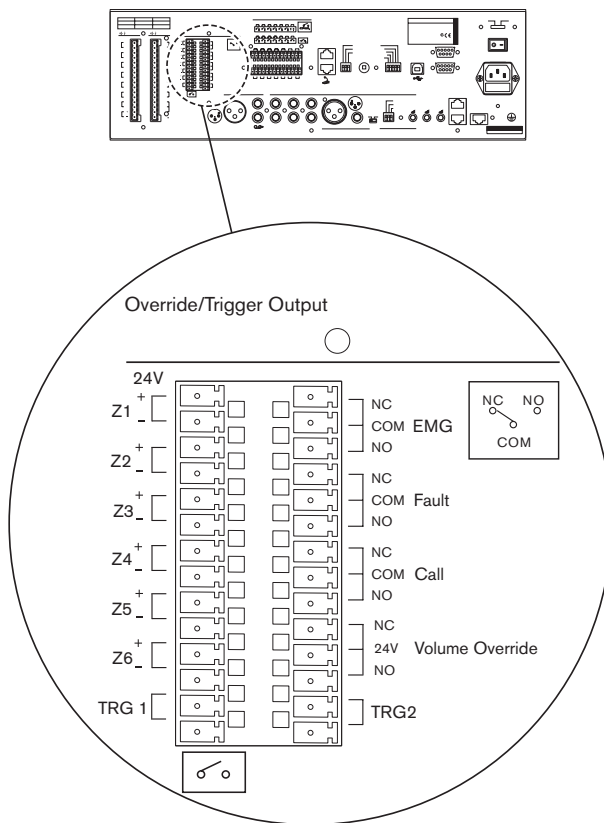 Override/Trigger Output
24V
Z1 + -
Z2 + -
Z3 + -
Z4 + -
Z5 + -
Z6 + -
TRG 1
NC
COM EMG
NO
NC
COM Fault
NO
NC
COM Call
NO
NC
24V Volume Override
NO
TRG2
NC NO
COM